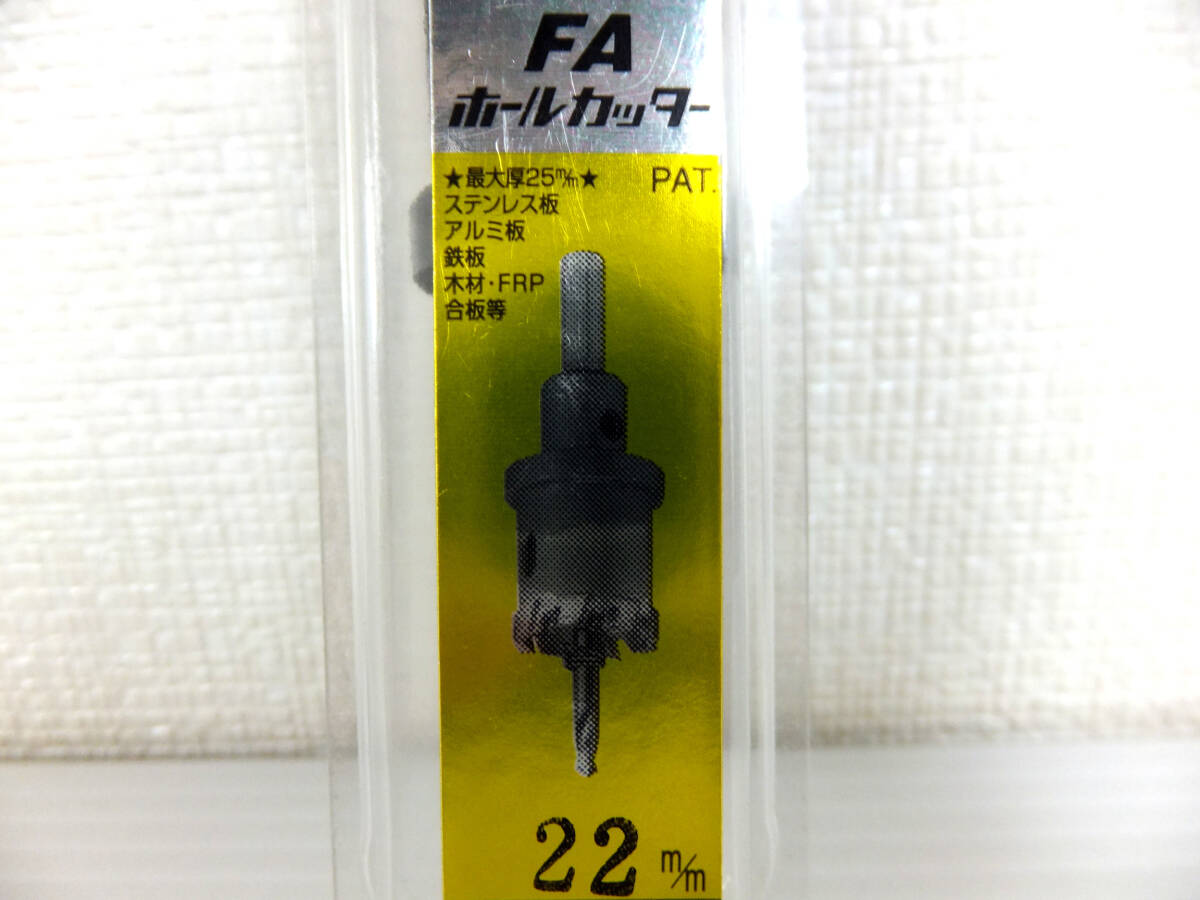 FA
ホールカッター
★最大厚25m/m★
PAT.
ステンレス板
アルミ板
鉄板
木材・FRP
合板等
22 m/m